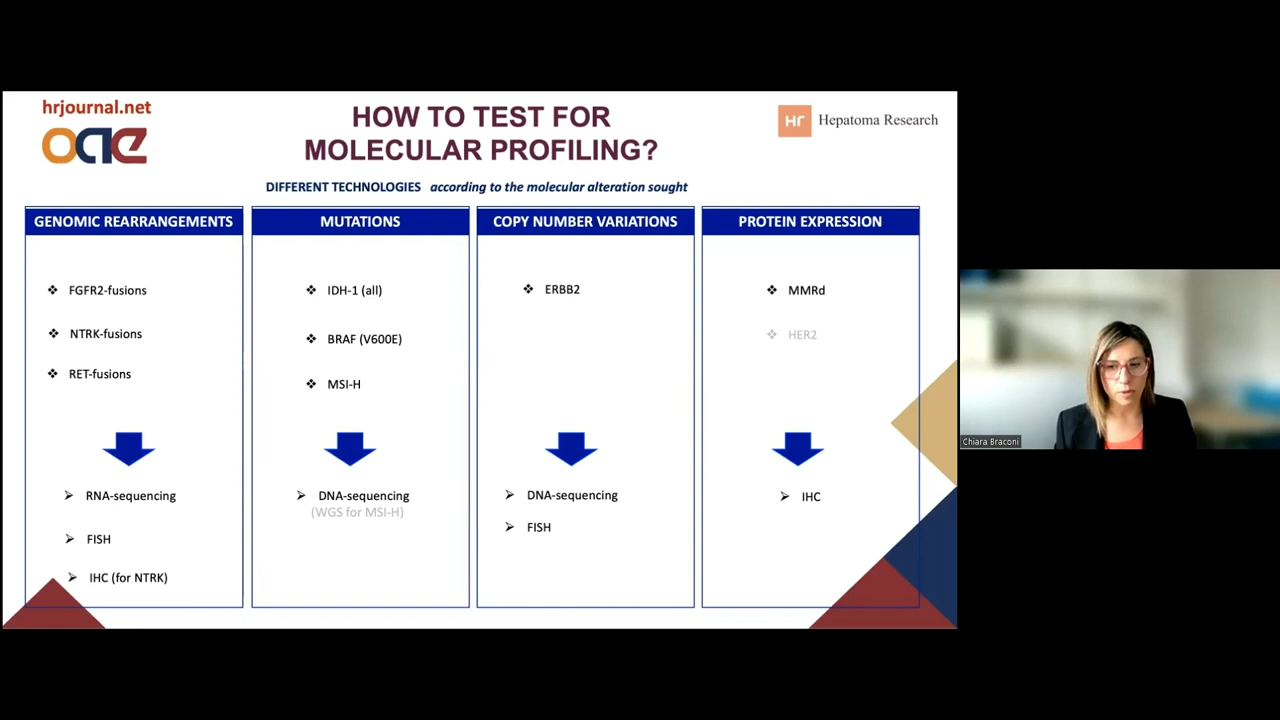 hrjournal.net
oae
HOW TO TEST FOR
MOLECULAR PROFILING?
Hr Hepatoma Research
DIFFERENT TECHNOLOGIES according to the molecular alteration sought
GENOMIC REARRANGEMENTS
FGFR2-fusions
NTRK-fusions
RET-fusions
RNA-sequencing
FISH
IHC (for NTRK)
MUTATIONS
IDH-1 (all)
BRAF (V600E)
MSI-H
DNA-sequencing
(WGS for MSI-H)
COPY NUMBER VARIATIONS
ERBB2
DNA-sequencing
FISH
PROTEIN EXPRESSION
MMRd
HER2
IHC
Chiara Braconi